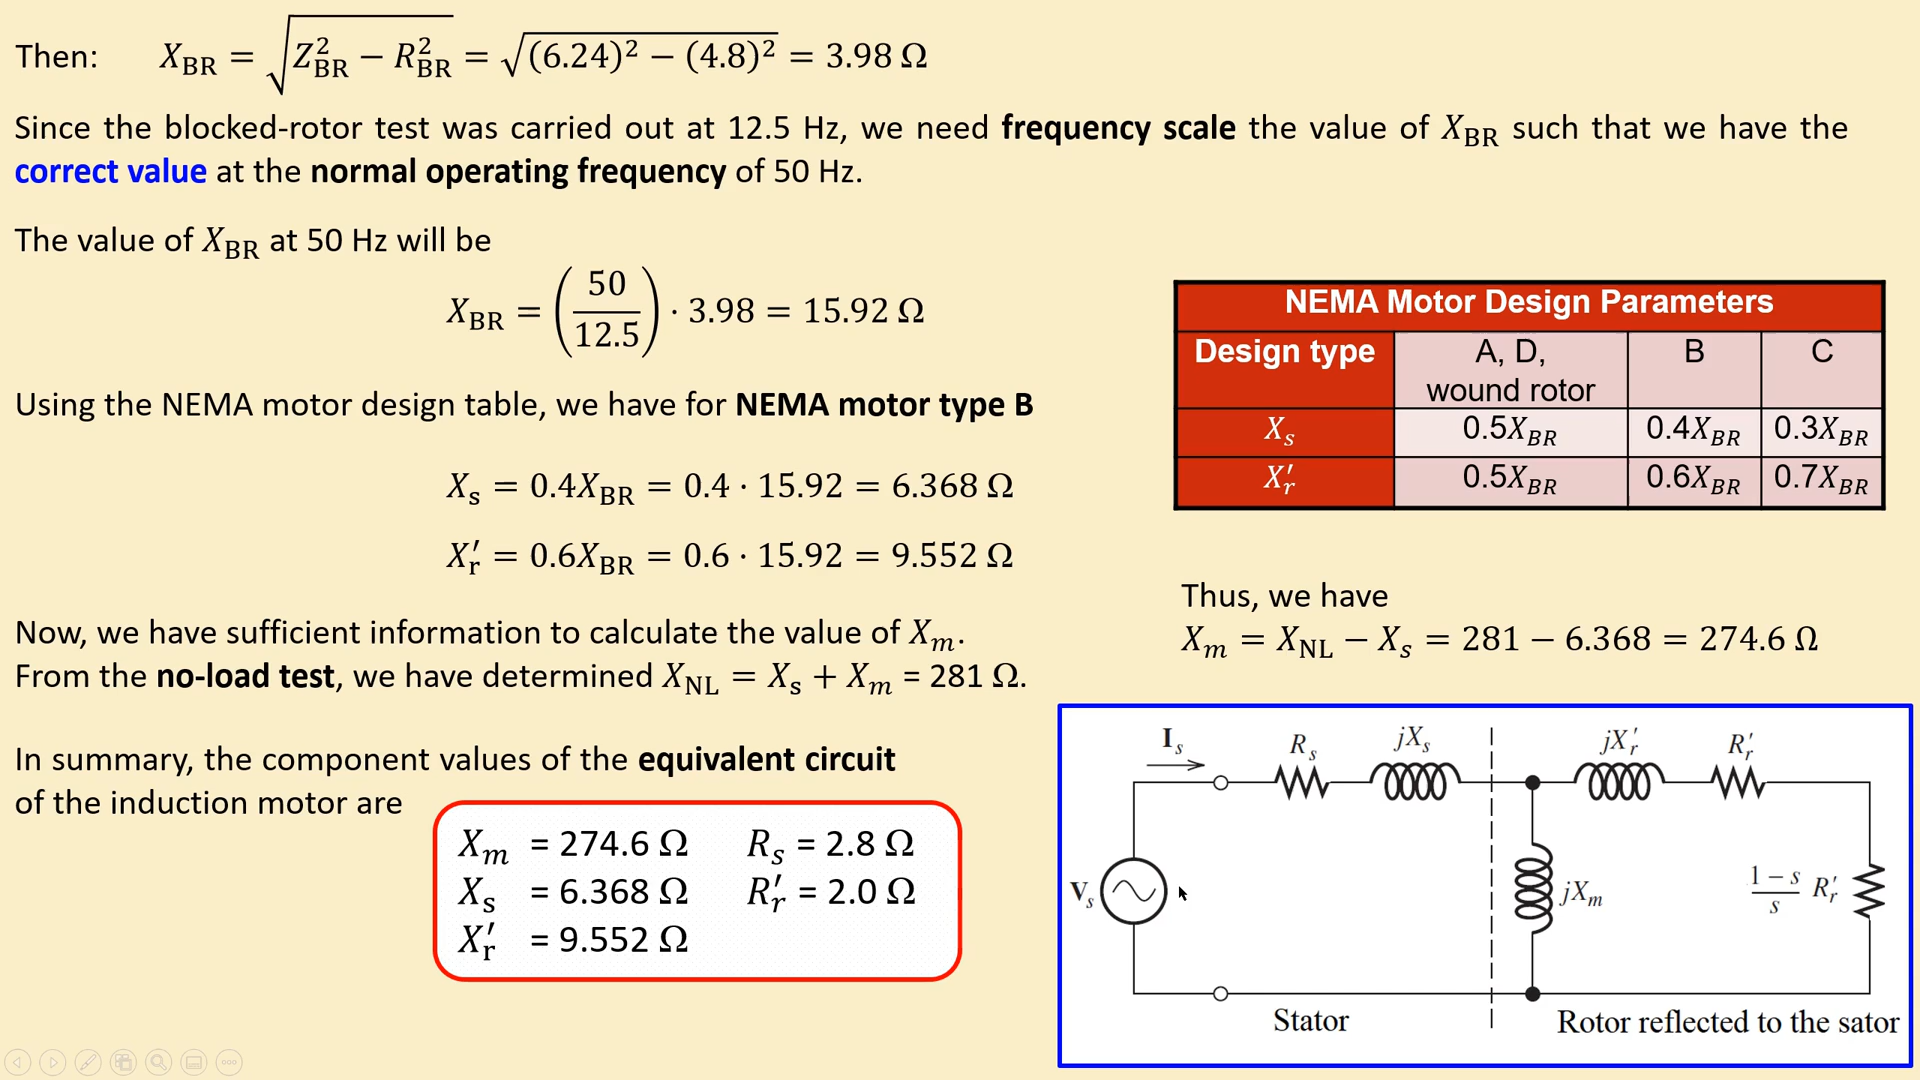 Then: X_BR = √(Z²_BR − R²_BR) = √((6.24)² − (4.8)²) = 3.98 Ω
Since the blocked-rotor test was carried out at 12.5 Hz, we need frequency scale the value of X_BR such that we have the
correct value at the normal operating frequency of 50 Hz.
The value of X_BR at 50 Hz will be
X_BR = (50/12.5) · 3.98 = 15.92 Ω
Using the NEMA motor design table, we have for NEMA motor type B
X_s = 0.4X_BR = 0.4 · 15.92 = 6.368 Ω
X′_r = 0.6X_BR = 0.6 · 15.92 = 9.552 Ω
Now, we have sufficient information to calculate the value of X_m.
From the no-load test, we have determined X_NL = X_s + X_m = 281 Ω.
In summary, the component values of the equivalent circuit
of the induction motor are
X_m = 274.6 Ω R_s = 2.8 Ω
X_s = 6.368 Ω R′_r = 2.0 Ω
X′_r = 9.552 Ω
NEMA Motor Design Parameters
Design type A, D, B C
wound rotor
X_s 0.5X_BR 0.4X_BR 0.3X_BR
X′_r 0.5X_BR 0.6X_BR 0.7X_BR
Thus, we have
X_m = X_NL − X_s = 281 − 6.368 = 274.6 Ω
I_s R_s jX_s jX′_r R′_r
V_s jX_m (1 − s)/s R′_r
Stator Rotor reflected to the sator